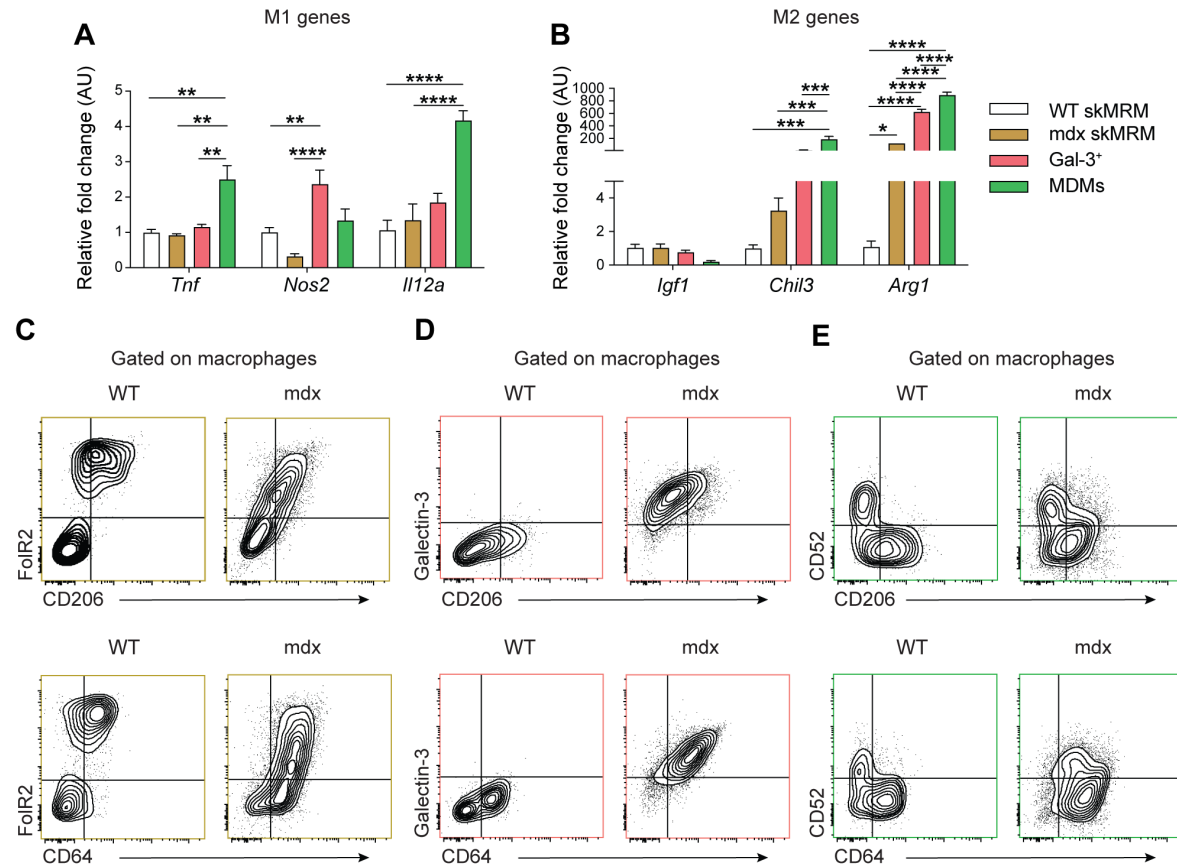 M1 genes
M2 genes
A
B
Relative fold change (AU)
5
4
3
2
1
0
** ****
** ** ****
** ****
Tnf Nos2 Il12a
Relative fold change (AU)
1000
800
600
400
200
4
2
0
****
*** **** ****
*** **** ****
*** *
Igf1 Chil3 Arg1
WT skMRM
mdx skMRM
Gal-3+
MDMs
C
D
E
Gated on macrophages
Gated on macrophages
Gated on macrophages
WT mdx
WT mdx
WT mdx
FolR2
CD206
Galectin-3
CD206
CD52
CD206
WT mdx
WT mdx
WT mdx
FolR2
CD64
Galectin-3
CD64
CD52
CD64